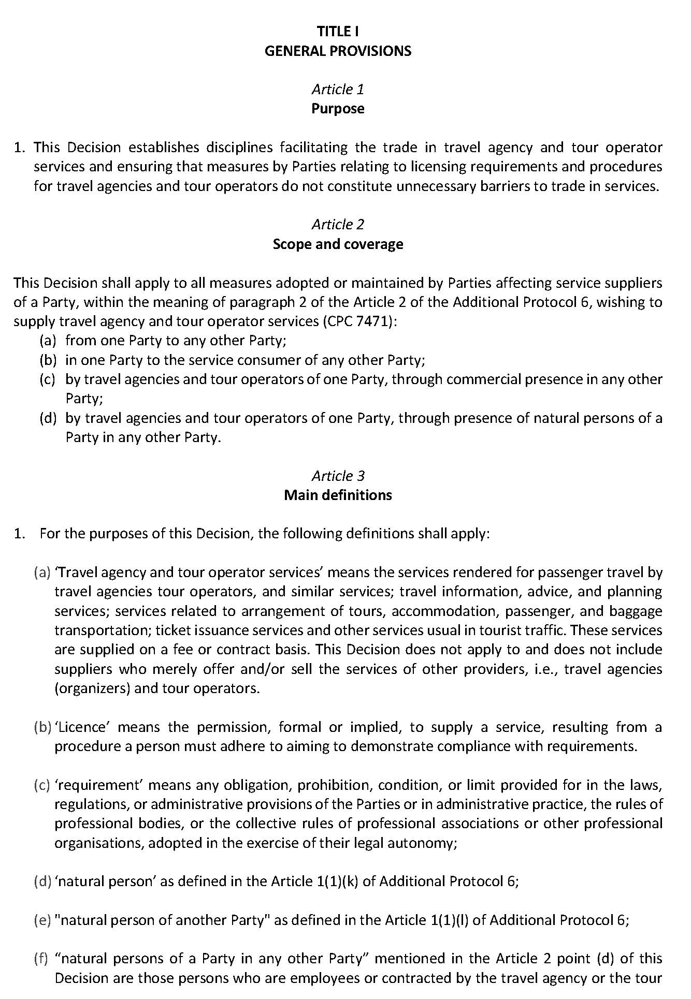 TITLE I
GENERAL PROVISIONS
Article 1
Purpose
1. This Decision establishes disciplines facilitating the trade in travel agency and tour operator
services and ensuring that measures by Parties relating to licensing requirements and procedures
for travel agencies and tour operators do not constitute unnecessary barriers to trade in services.
Article 2
Scope and coverage
This Decision shall apply to all measures adopted or maintained by Parties affecting service suppliers
of a Party, within the meaning of paragraph 2 of the Article 2 of the Additional Protocol 6, wishing to
supply travel agency and tour operator services (CPC 7471):
(a) from one Party to any other Party;
(b) in one Party to the service consumer of any other Party;
(c) by travel agencies and tour operators of one Party, through commercial presence in any other
Party;
(d) by travel agencies and tour operators of one Party, through presence of natural persons of a
Party in any other Party.
Article 3
Main definitions
1. For the purposes of this Decision, the following definitions shall apply:
(a) ‘Travel agency and tour operator services’ means the services rendered for passenger travel by
travel agencies tour operators, and similar services; travel information, advice, and planning
services; services related to arrangement of tours, accommodation, passenger, and baggage
transportation; ticket issuance services and other services usual in tourist traffic. These services
are supplied on a fee or contract basis. This Decision does not apply to and does not include
suppliers who merely offer and/or sell the services of other providers, i.e., travel agencies
(organizers) and tour operators.
(b) ‘Licence’ means the permission, formal or implied, to supply a service, resulting from a
procedure a person must adhere to aiming to demonstrate compliance with requirements.
(c) ‘requirement’ means any obligation, prohibition, condition, or limit provided for in the laws,
regulations, or administrative provisions of the Parties or in administrative practice, the rules of
professional bodies, or the collective rules of professional associations or other professional
organisations, adopted in the exercise of their legal autonomy;
(d) ‘natural person’ as defined in the Article 1(1)(k) of Additional Protocol 6;
(e) "natural person of another Party" as defined in the Article 1(1)(l) of Additional Protocol 6;
(f) “natural persons of a Party in any other Party” mentioned in the Article 2 point (d) of this
Decision are those persons who are employees or contracted by the travel agency or the tour